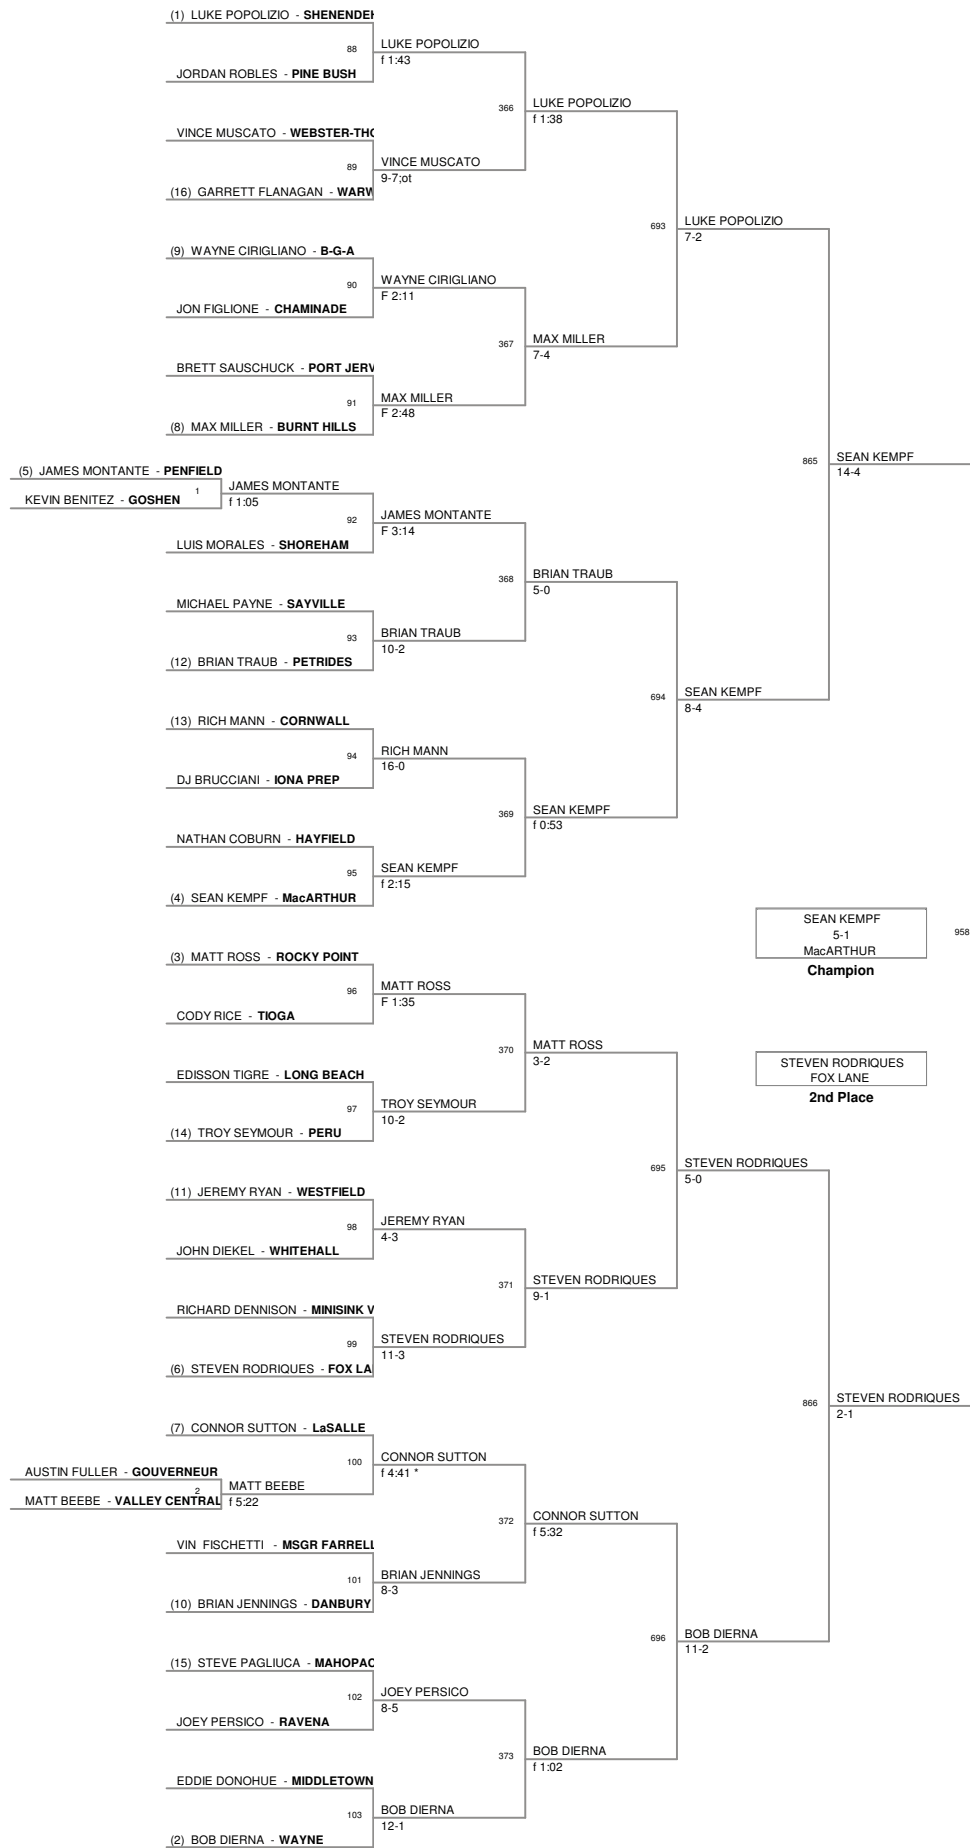 (1) LUKE POPOLIZIO - SHENENDEH
88
LUKE POPOLIZIO
f 1:43
JORDAN ROBLES - PINE BUSH
366
LUKE POPOLIZIO
f 1:38
VINCE MUSCATO - WEBSTER-THO
89
VINCE MUSCATO
9-7;ot
(16) GARRETT FLANAGAN - WARW
693
LUKE POPOLIZIO
7-2
(9) WAYNE CIRIGLIANO - B-G-A
90
WAYNE CIRIGLIANO
F 2:11
JON FIGLIONE - CHAMINADE
367
MAX MILLER
7-4
BRETT SAUSCHUCK - PORT JERV
91
MAX MILLER
F 2:48
(8) MAX MILLER - BURNT HILLS
865
SEAN KEMPF
14-4
(5) JAMES MONTANTE - PENFIELD
1
JAMES MONTANTE
f 1:05
KEVIN BENITEZ - GOSHEN
92
JAMES MONTANTE
F 3:14
LUIS MORALES - SHOREHAM
368
BRIAN TRAUB
5-0
MICHAEL PAYNE - SAYVILLE
93
BRIAN TRAUB
10-2
(12) BRIAN TRAUB - PETRIDES
694
SEAN KEMPF
8-4
(13) RICH MANN - CORNWALL
94
RICH MANN
16-0
DJ BRUCCIANI - IONA PREP
369
SEAN KEMPF
f 0:53
NATHAN COBURN - HAYFIELD
95
SEAN KEMPF
f 2:15
(4) SEAN KEMPF - MacARTHUR
SEAN KEMPF
5-1
MacARTHUR
958
Champion
(3) MATT ROSS - ROCKY POINT
96
MATT ROSS
F 1:35
CODY RICE - TIOGA
370
MATT ROSS
3-2
STEVEN RODRIQUES
FOX LANE
2nd Place
EDISSON TIGRE - LONG BEACH
97
TROY SEYMOUR
10-2
(14) TROY SEYMOUR - PERU
695
STEVEN RODRIQUES
5-0
(11) JEREMY RYAN - WESTFIELD
98
JEREMY RYAN
4-3
JOHN DIEKEL - WHITEHALL
371
STEVEN RODRIQUES
9-1
RICHARD DENNISON - MINISINK V
99
STEVEN RODRIQUES
11-3
(6) STEVEN RODRIQUES - FOX LA
866
STEVEN RODRIQUES
2-1
(7) CONNOR SUTTON - LaSALLE
100
CONNOR SUTTON
f 4:41 *
AUSTIN FULLER - GOUVERNEUR
2
MATT BEEBE
f 5:22
MATT BEEBE - VALLEY CENTRAL
372
CONNOR SUTTON
f 5:32
VIN FISCHETTI - MSGR FARRELL
101
BRIAN JENNINGS
8-3
(10) BRIAN JENNINGS - DANBURY
696
BOB DIERNA
11-2
(15) STEVE PAGLIUCA - MAHOPAC
102
JOEY PERSICO
8-5
JOEY PERSICO - RAVENA
373
BOB DIERNA
f 1:02
EDDIE DONOHUE - MIDDLETOWN
103
BOB DIERNA
12-1
(2) BOB DIERNA - WAYNE